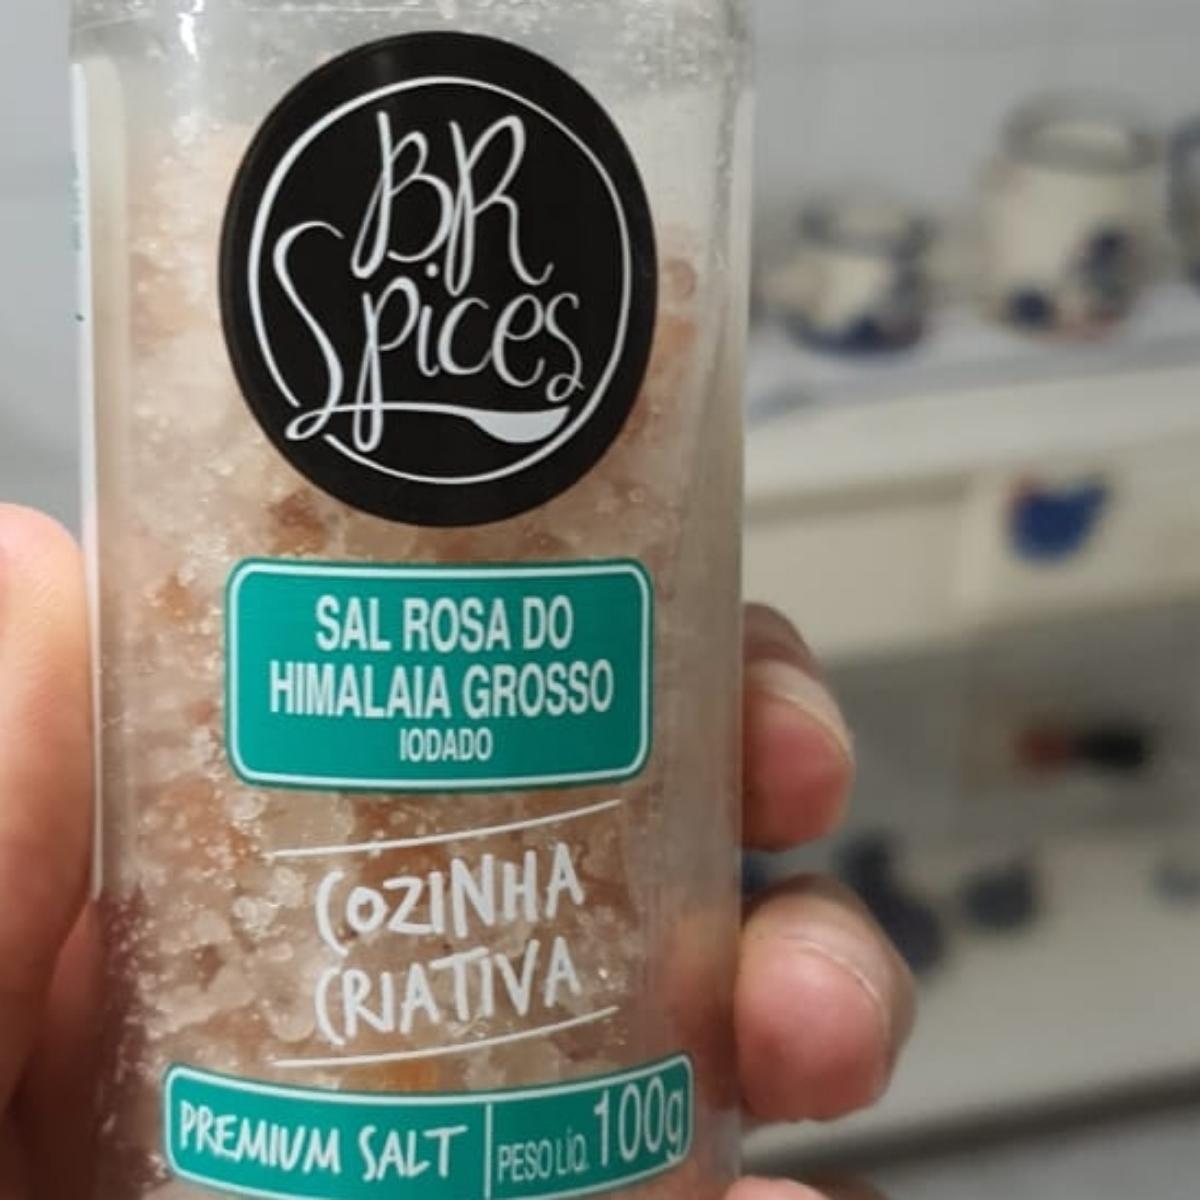 BR
Spices
SAL ROSA DO
HIMALAIA GROSSO
IODADO
COZINHA
CRIATIVA
PREMIUM SALT
PESO LÍQ. 100g